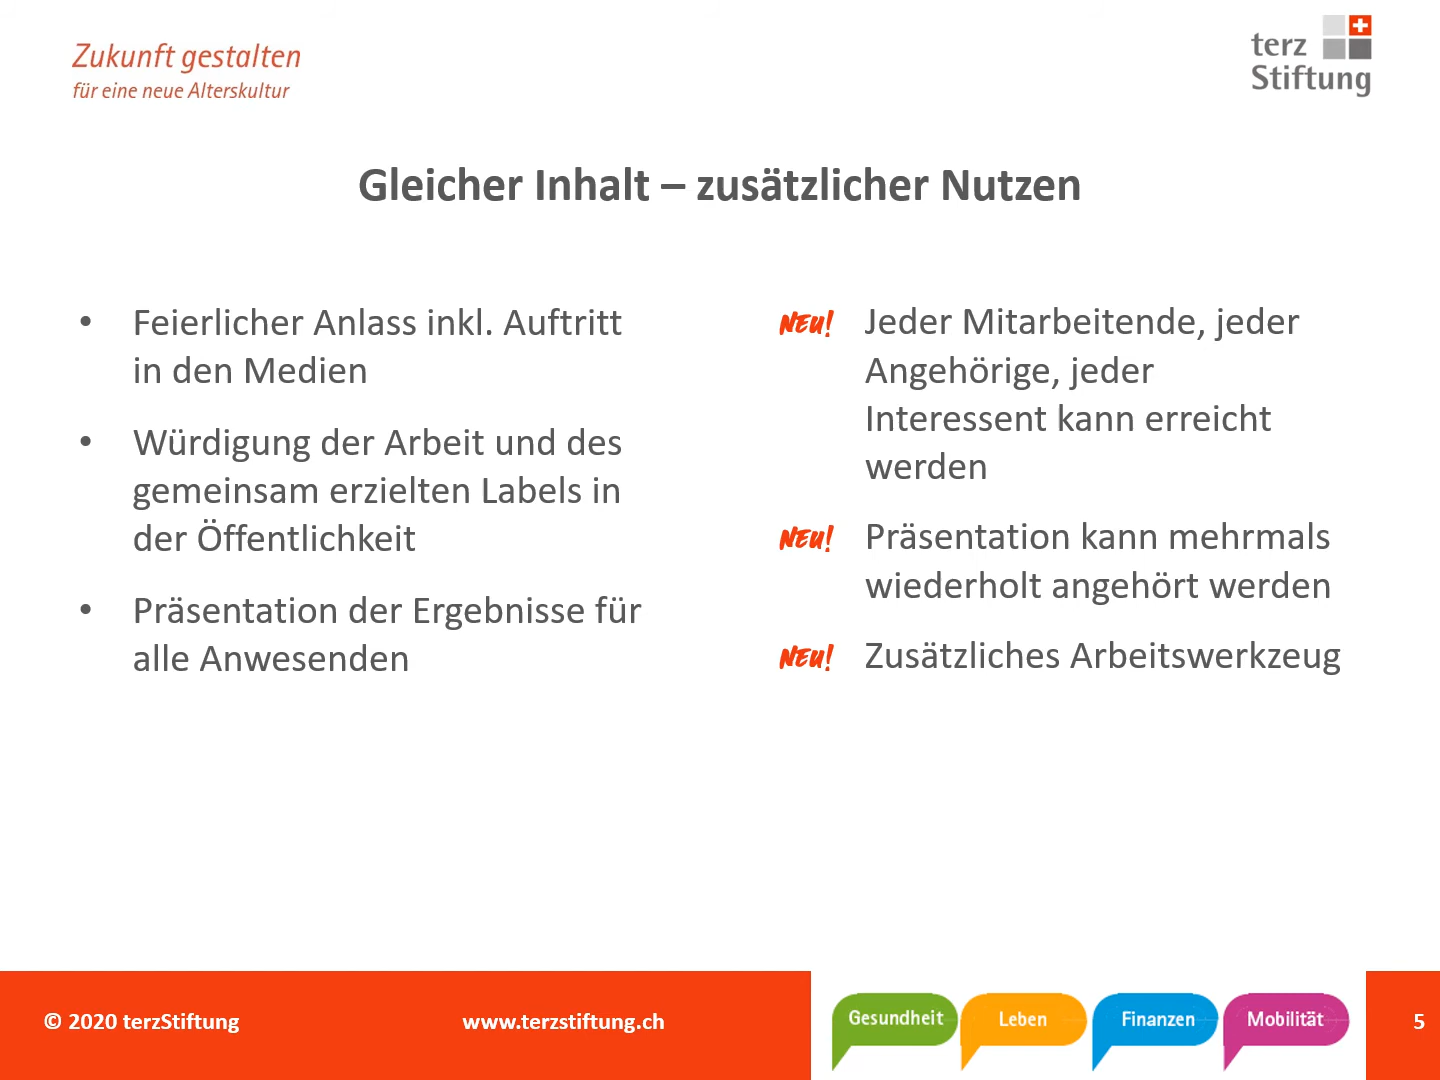 Zukunft gestalten
für eine neue Alterskultur
terz
Stiftung
Gleicher Inhalt – zusätzlicher Nutzen
• Feierlicher Anlass inkl. Auftritt
in den Medien
• Würdigung der Arbeit und des
gemeinsam erzielten Labels in
der Öffentlichkeit
• Präsentation der Ergebnisse für
alle Anwesenden
NEU! Jeder Mitarbeitende, jeder
Angehörige, jeder
Interessent kann erreicht
werden
NEU! Präsentation kann mehrmals
wiederholt angehört werden
NEU! Zusätzliches Arbeitswerkzeug
© 2020 terzStiftung
www.terzstiftung.ch
Gesundheit
Leben
Finanzen
Mobilität
5